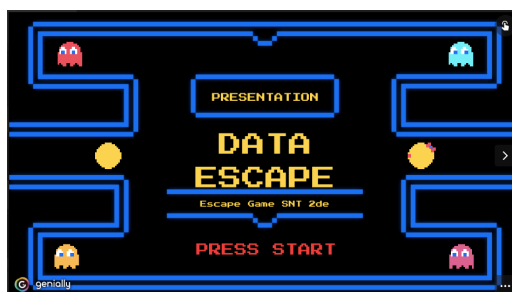 PRESENTATION
DATA
ESCAPE
Escape Game SNT 2de
PRESS START
genially